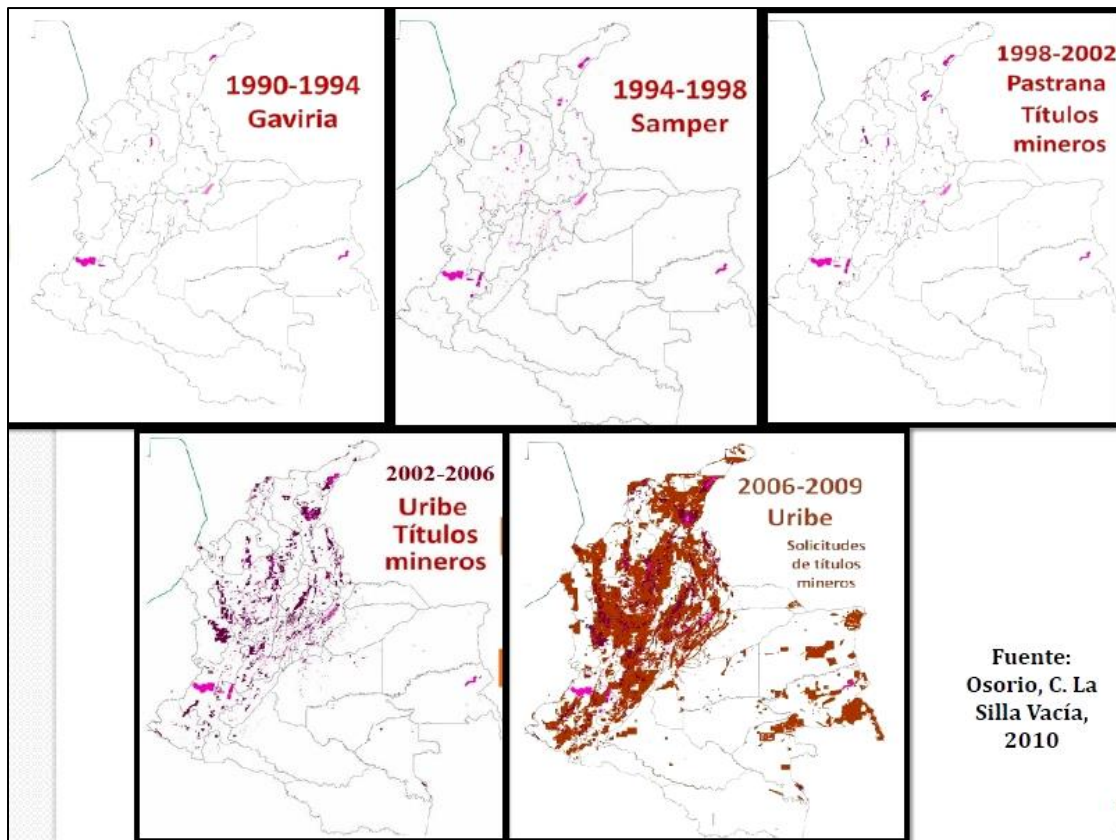 1990-1994
Gaviria
1994-1998
Samper
1998-2002
Pastrana
Títulos
mineros
2002-2006
Uribe
Títulos
mineros
2006-2009
Uribe
Solicitudes
de títulos
mineros
Fuente:
Osorio, C. La
Silla Vacía,
2010